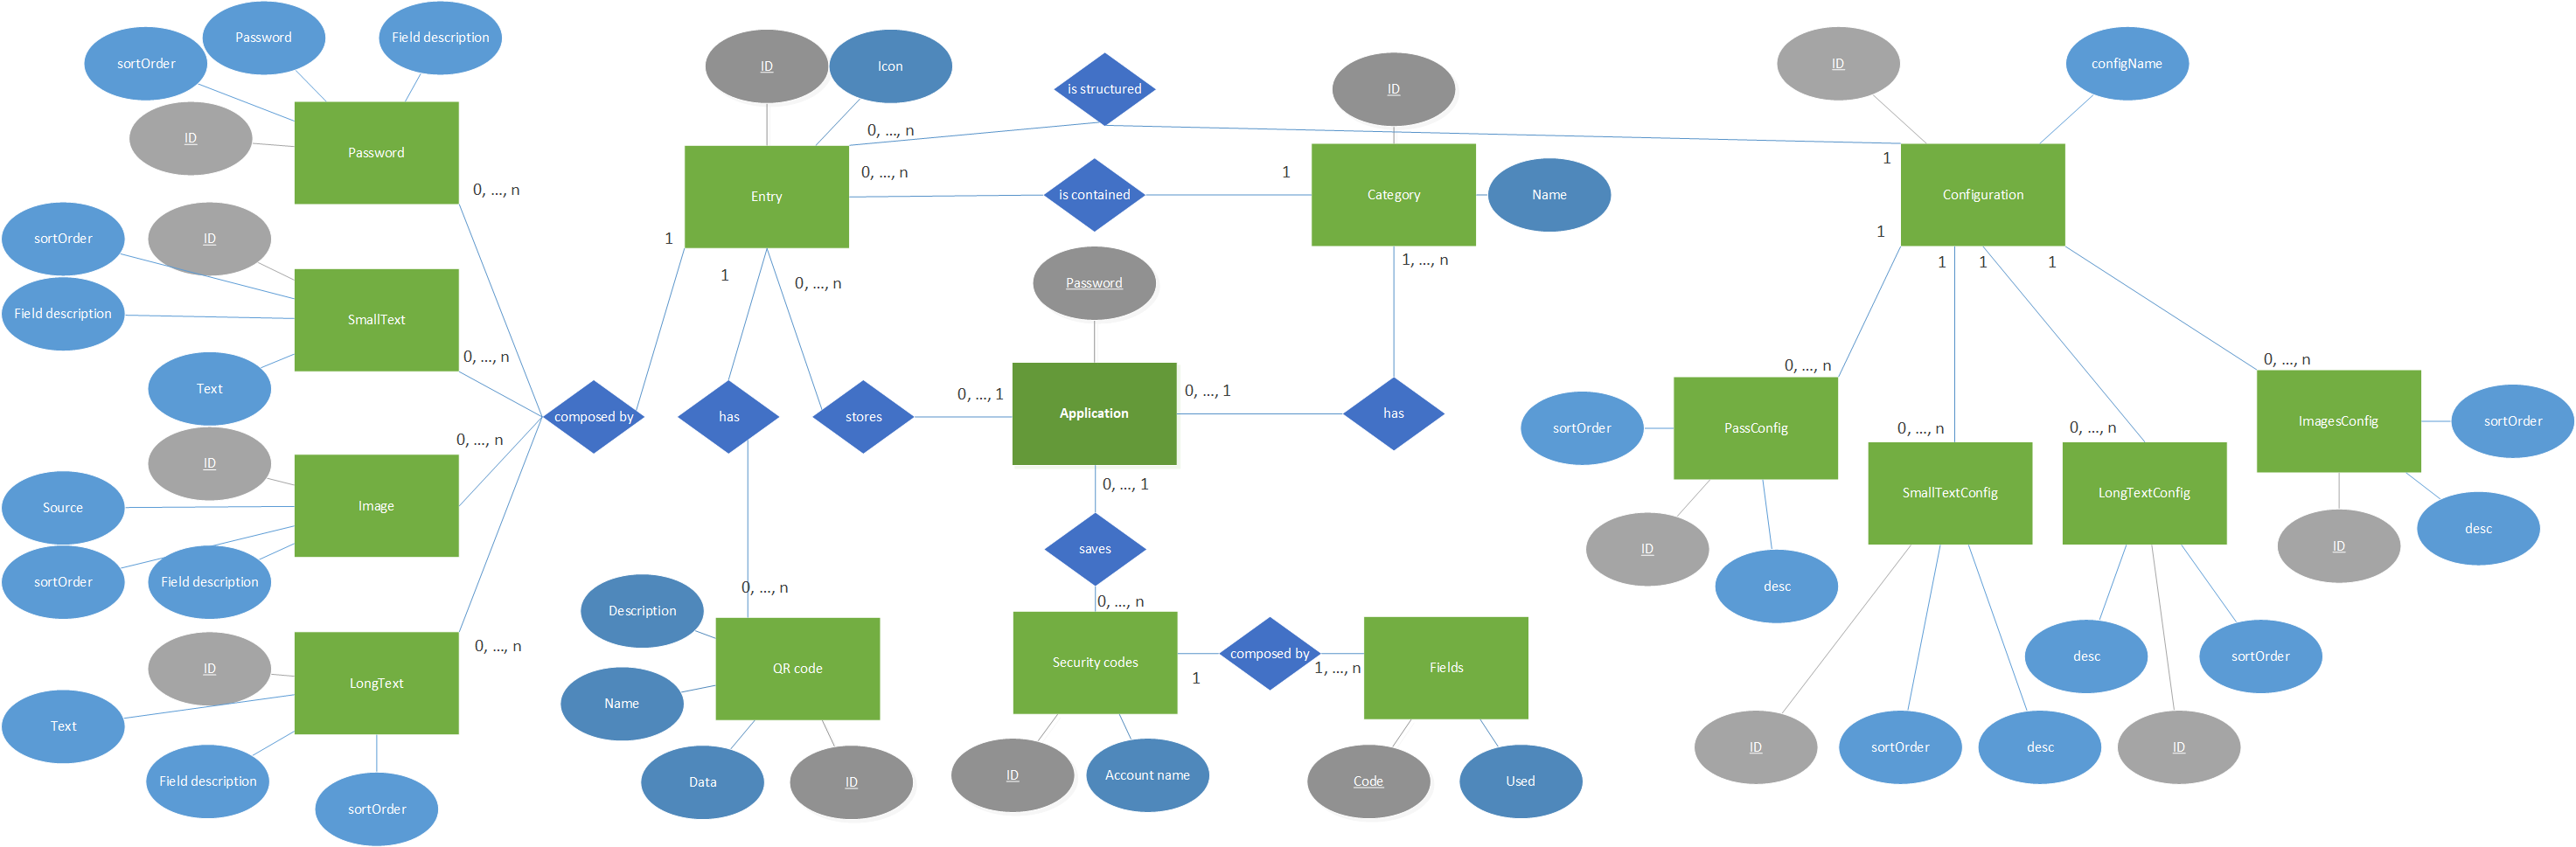 Password
Field description
sortOrder
ID
Password
0, ..., n
ID
sortOrder
Field description
SmallText
Text
0, ..., n
ID
Source
Image
sortOrder
Field description
0, ..., n
ID
LongText
Text
Field description
sortOrder
0, ..., n
composed by
ID
Icon
Entry
0, ..., n
0, ..., n
1
1
0, ..., n
is structured
is contained
1
ID
Category
Name
1, ..., n
has
stores
0, ..., 1
Password
Application
0, ..., 1
has
0, ..., 1
saves
0, ..., n
0, ..., n
Description
Name
QR code
Data
ID
Security codes
1
composed by
1, ..., n
Fields
ID
Account name
Code
Used
ID
configName
1
Configuration
1
1
1
1
0, ..., n
sortOrder
PassConfig
ID
desc
0, ..., n
SmallTextConfig
ID
sortOrder
desc
0, ..., n
LongTextConfig
desc
ID
sortOrder
0, ..., n
ImagesConfig
sortOrder
ID
desc